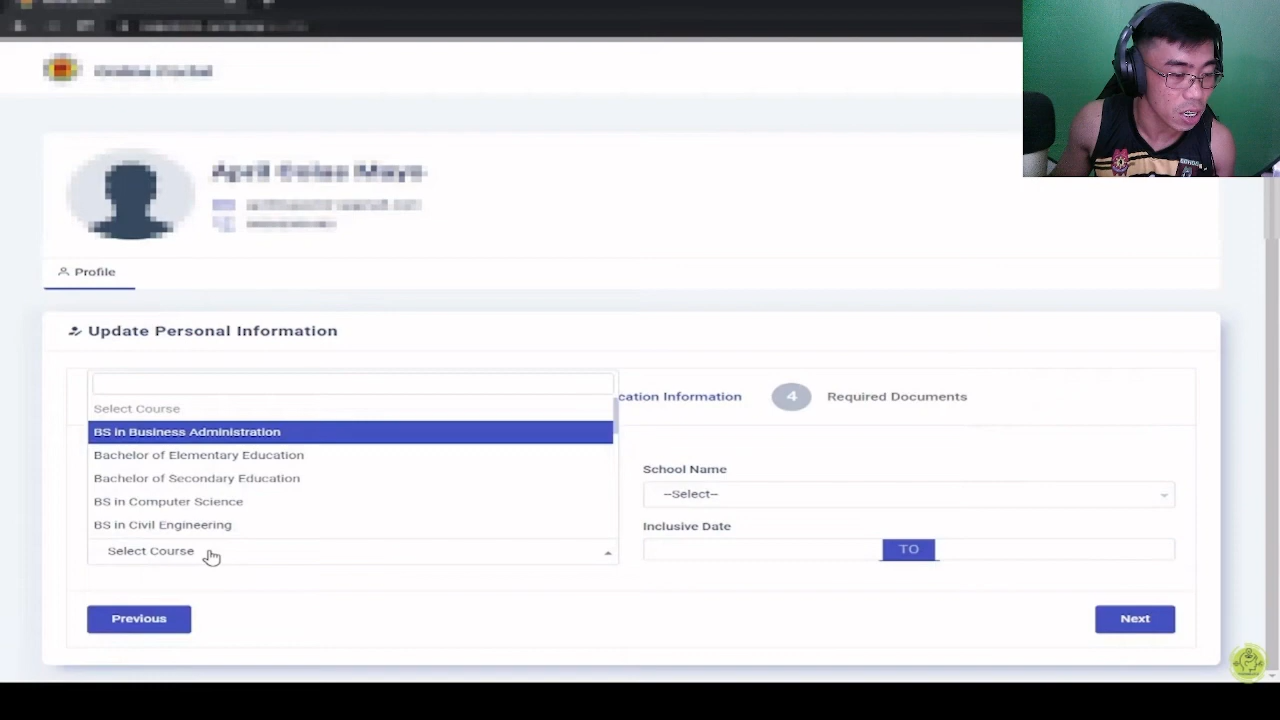 Profile
Update Personal Information
cation Information
4
Required Documents
Select Course
BS in Business Administration
Bachelor of Elementary Education
Bachelor of Secondary Education
BS in Computer Science
BS in Civil Engineering
Select Course
School Name
--Select--
Inclusive Date
TO
Previous
Next